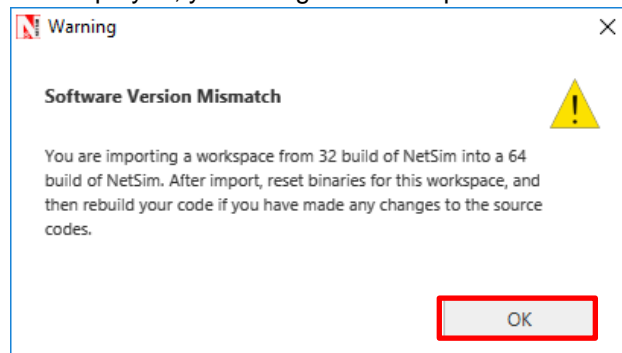 Warning
Software Version Mismatch
You are importing a workspace from 32 build of NetSim into a 64
build of NetSim. After import, reset binaries for this workspace, and
then rebuild your code if you have made any changes to the source
codes.
OK